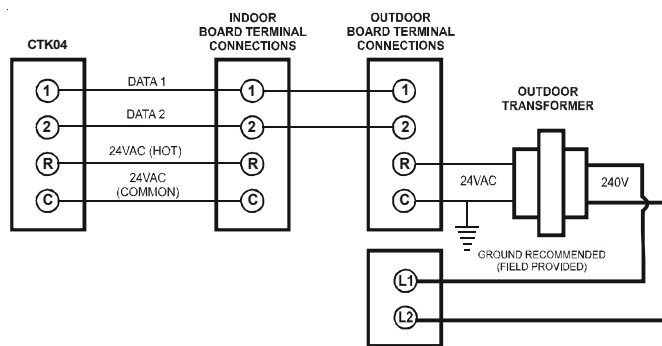 CTK04
INDOOR
BOARD TERMINAL
CONNECTIONS
OUTDOOR
BOARD TERMINAL
CONNECTIONS
OUTDOOR
TRANSFORMER
1
DATA 1
1
1
2
DATA 2
2
2
R
24VAC (HOT)
R
R
24VAC
240V
C
24VAC
(COMMON)
C
C
GROUND RECOMMENDED
(FIELD PROVIDED)
L1
L2